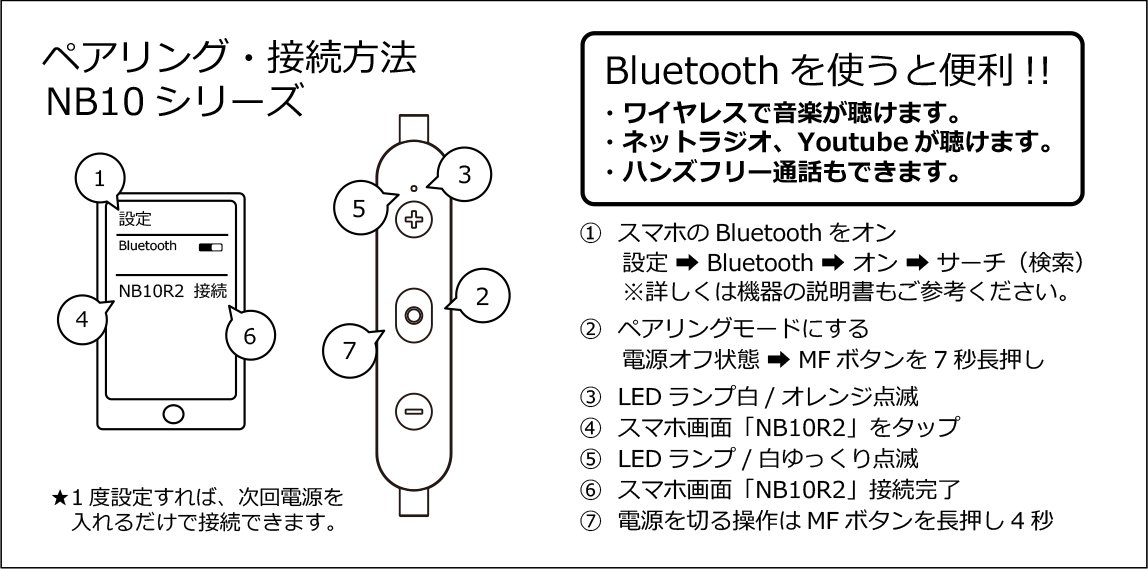 ペアリング・接続方法
NB10 シリーズ
1
設定
Bluetooth
NB10R2 接続
4
6
3
5
2
7
★1 度設定すれば、次回電源を
入れるだけで接続できます。
Bluetooth を使うと便利 !!
・ワイヤレスで音楽が聴けます。
・ネットラジオ、Youtube が聴けます。
・ハンズフリー通話もできます。
① スマホの Bluetooth をオン
設定 ➡ Bluetooth ➡ オン ➡ サーチ（検索）
※詳しくは機器の説明書もご参考ください。
② ペアリングモードにする
電源オフ状態 ➡ MF ボタンを 7 秒長押し
③ LED ランプ白 / オレンジ点滅
④ スマホ画面「NB10R2」をタップ
⑤ LED ランプ / 白ゆっくり点滅
⑥ スマホ画面「NB10R2」接続完了
⑦ 電源を切る操作は MF ボタンを長押し 4 秒